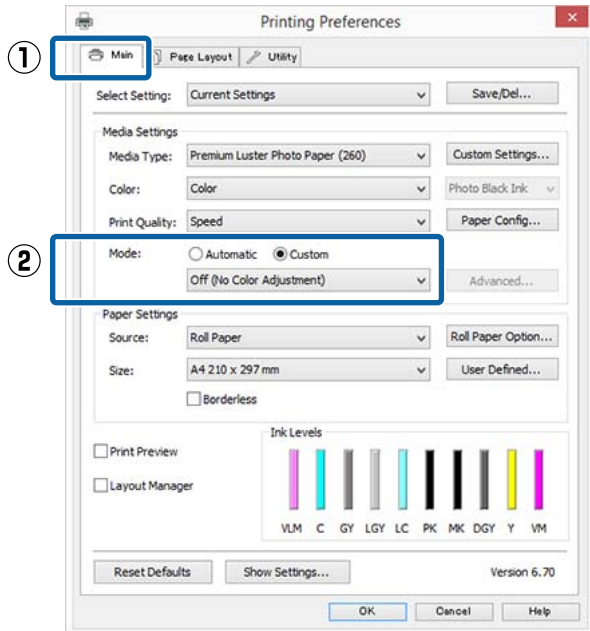 Printing Preferences
①
Main Page Layout Utility
Select Setting: Current Settings Save/Del...
Media Settings
Media Type: Premium Luster Photo Paper (260) Custom Settings...
Color: Color Photo Black Ink
Print Quality: Speed Paper Config...
②
Mode: Automatic Custom
Off (No Color Adjustment) Advanced...
Paper Settings
Source: Roll Paper Roll Paper Option...
Size: A4 210 x 297 mm User Defined...
Borderless
Ink Levels
Print Preview
Layout Manager
VLM C GY LGY LC PK MK DGY Y VM
Reset Defaults Show Settings... Version 6.70
OK Cancel Help